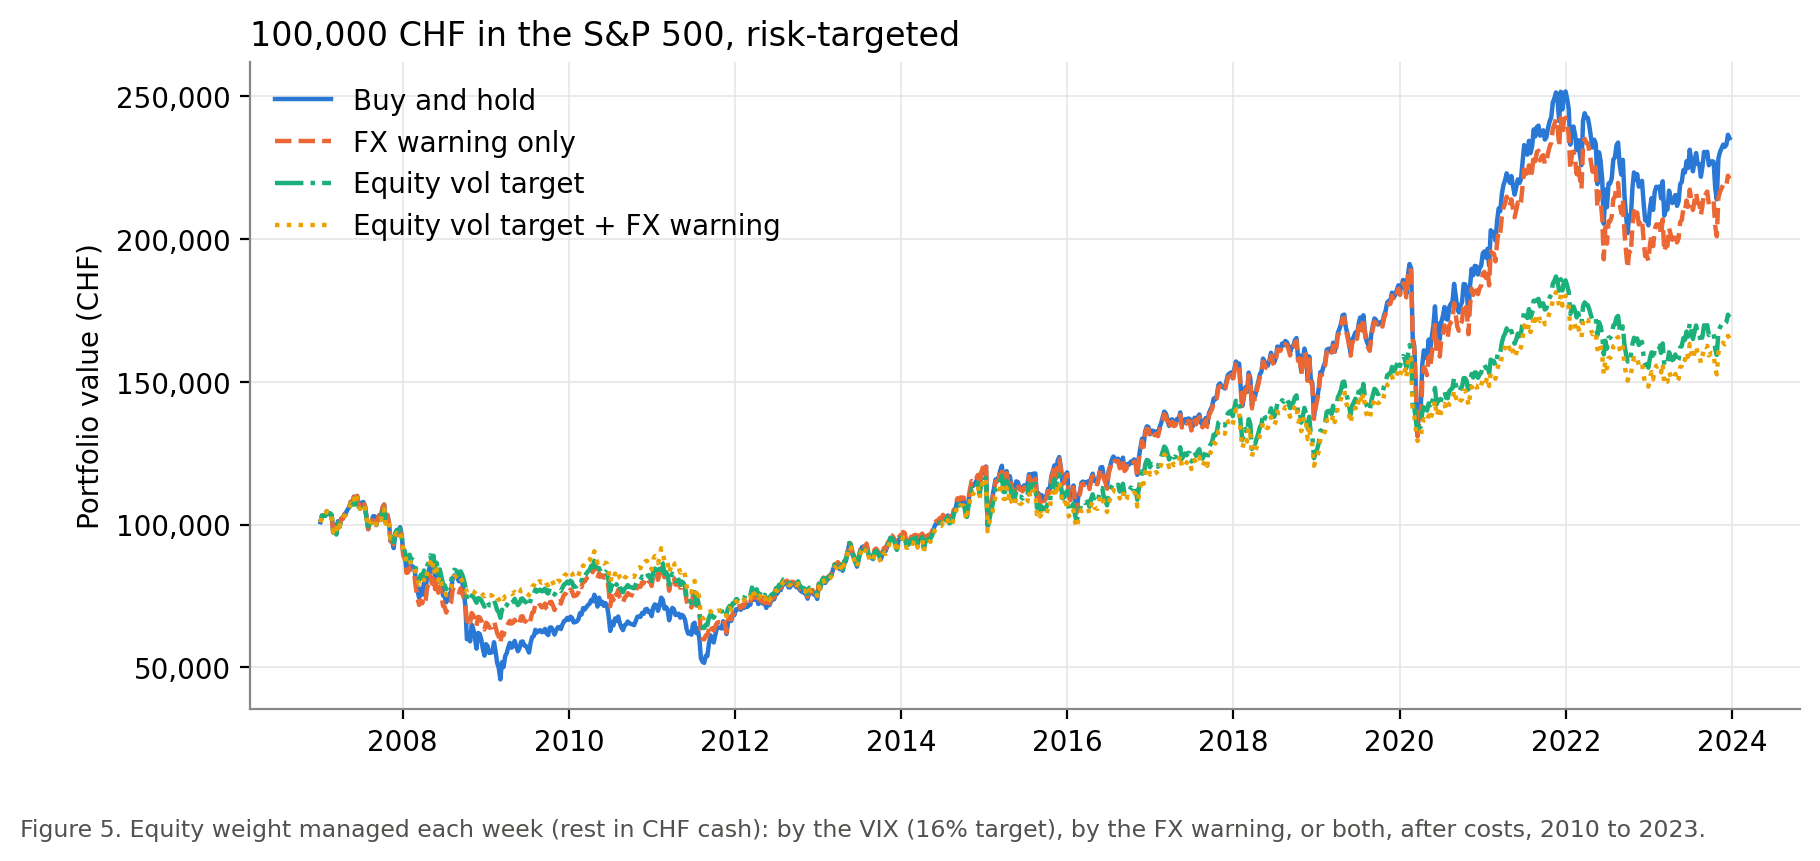 100,000 CHF in the S&P 500, risk-targeted
Portfolio value (CHF)
250,000
200,000
150,000
100,000
50,000
Buy and hold
FX warning only
Equity vol target
Equity vol target + FX warning
2008 2010 2012 2014 2016 2018 2020 2022 2024
Figure 5. Equity weight managed each week (rest in CHF cash): by the VIX (16% target), by the FX warning, or both, after costs, 2010 to 2023.